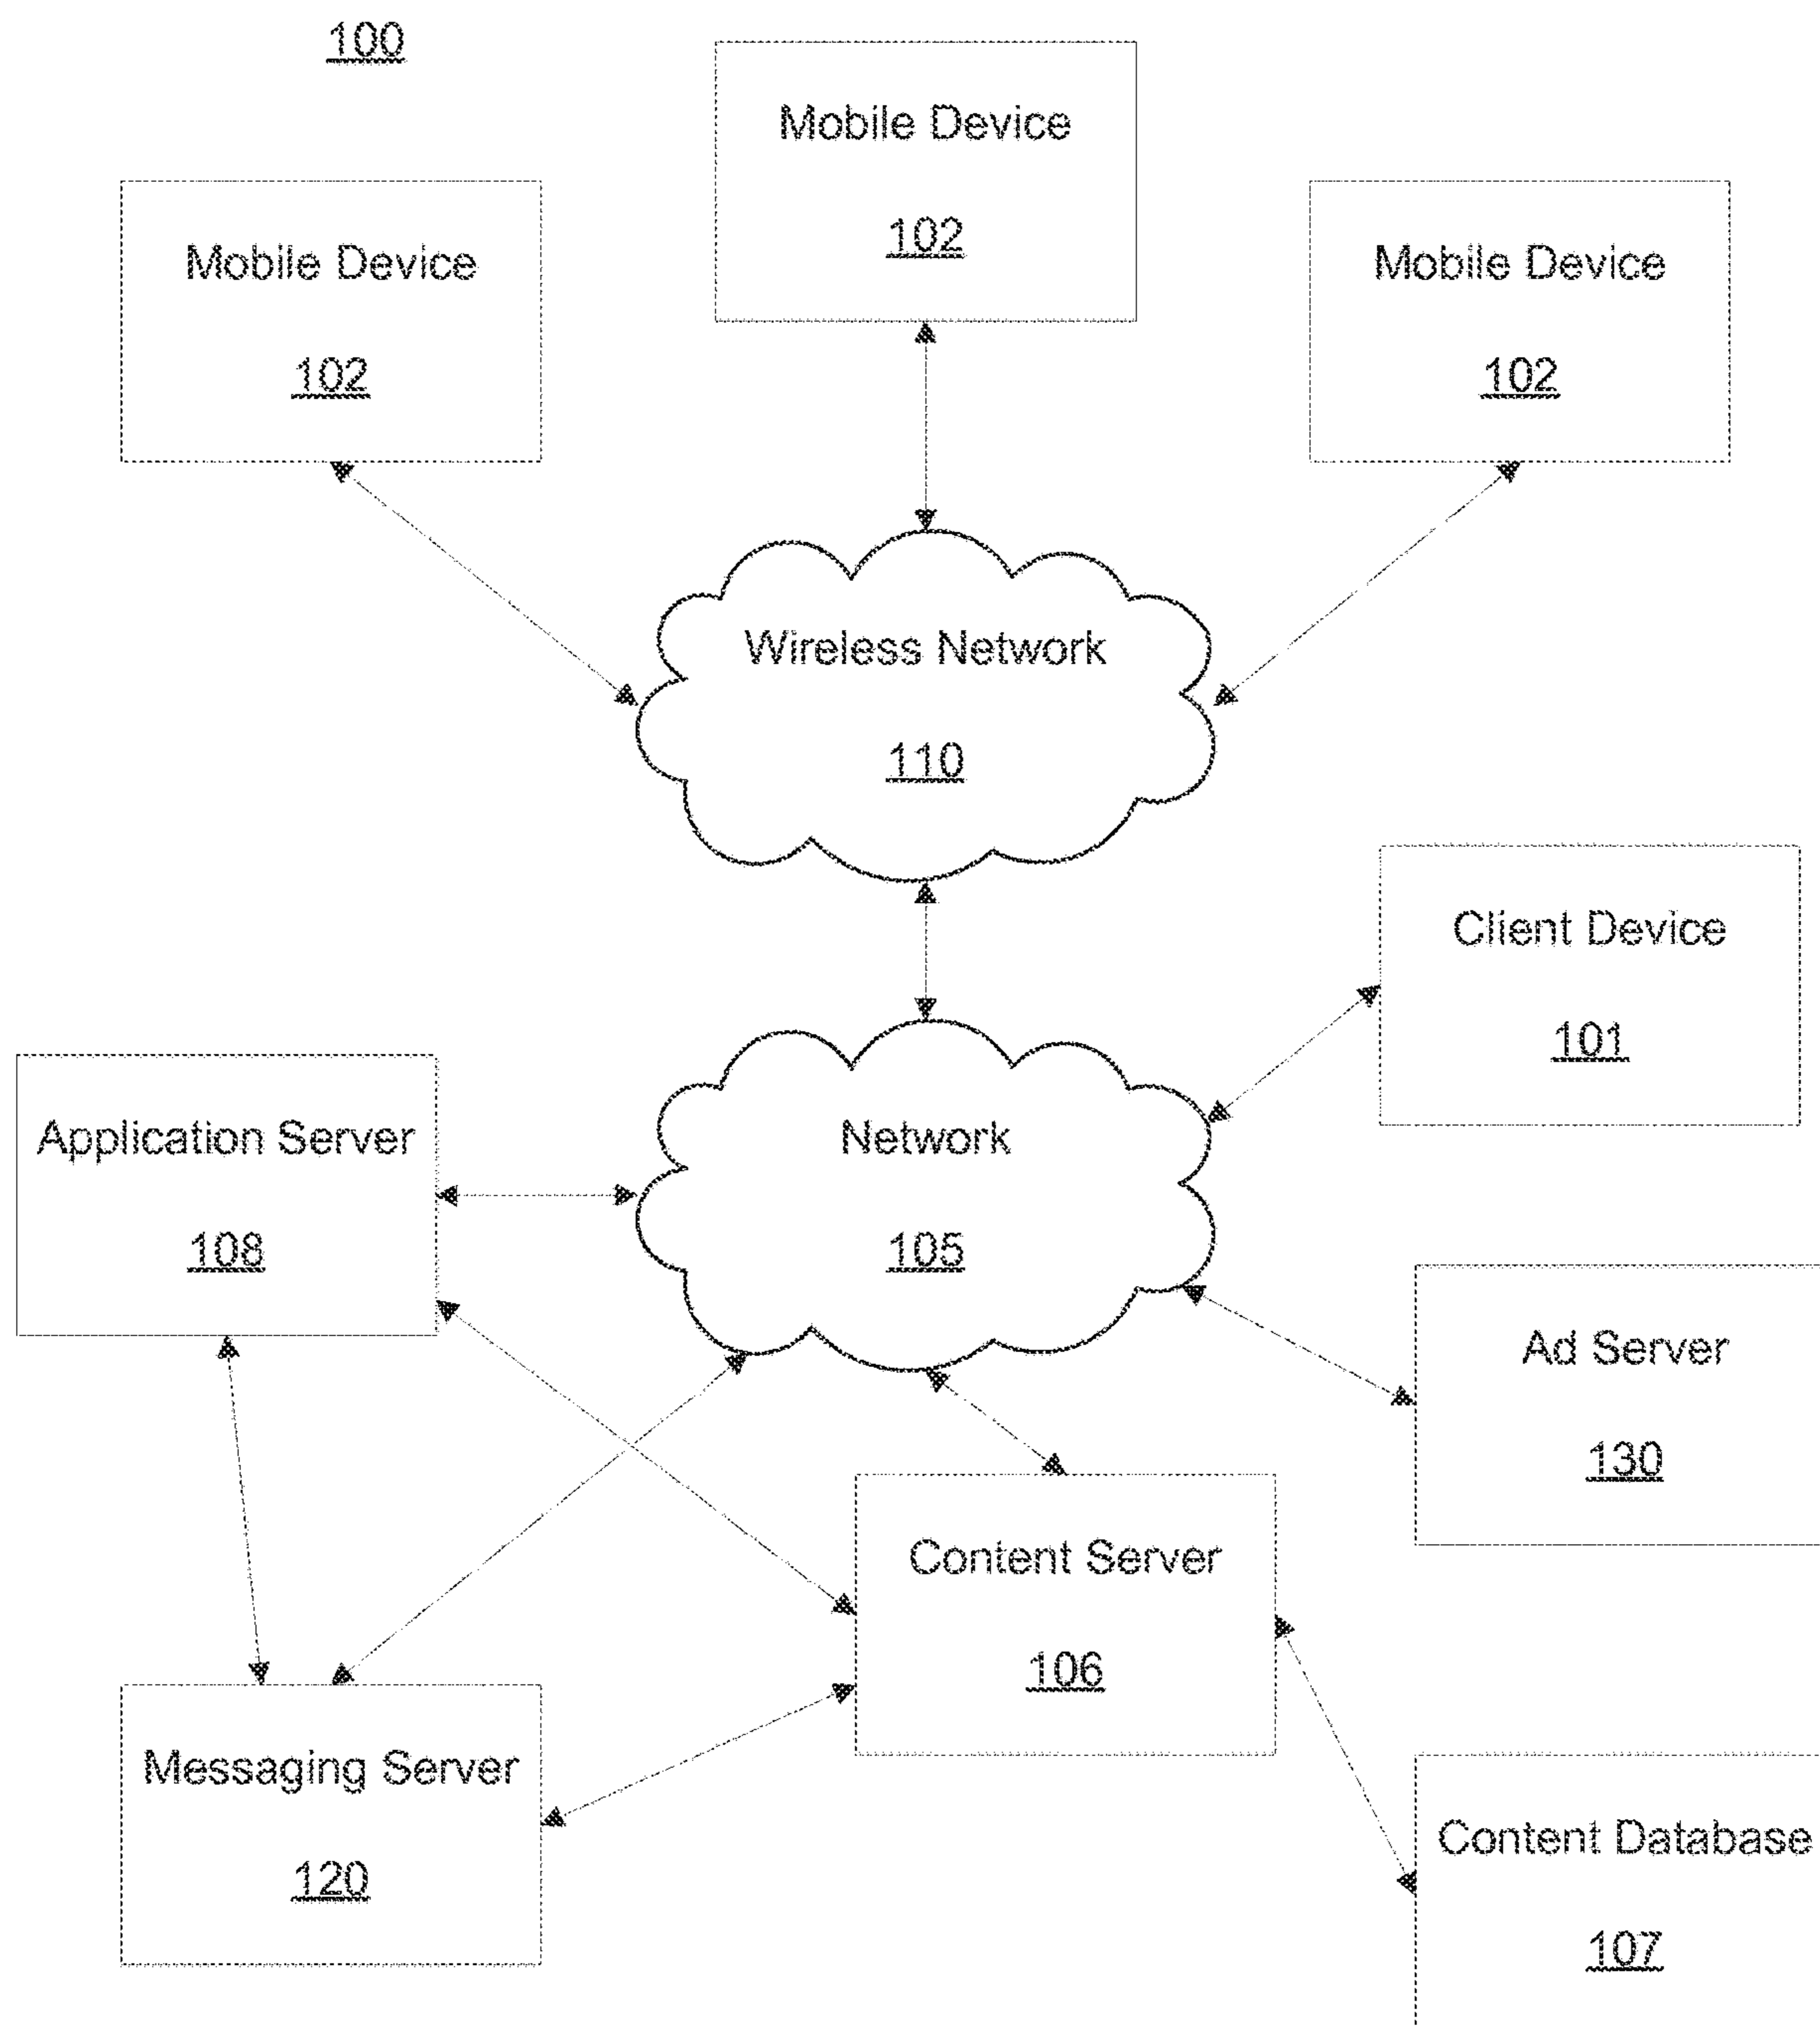 100
Mobile Device
102
Mobile Device
102
Mobile Device
102
Wireless Network
110
Client Device
101
Application Server
108
Network
105
Ad Server
130
Content Server
106
Messaging Server
120
Content Database
107